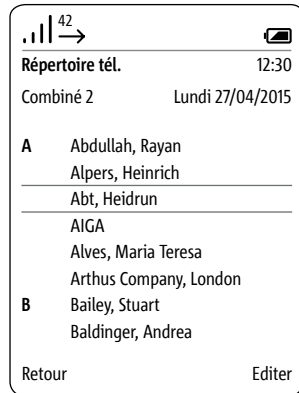 42
Répertoire tél. 12:30
Combiné 2 Lundi 27/04/2015
A Abdullah, Rayan
Alpers, Heinrich
Abt, Heidrun
AIGA
Alves, Maria Teresa
Arthus Company, London
B Bailey, Stuart
Baldinger, Andrea
Retour Editer